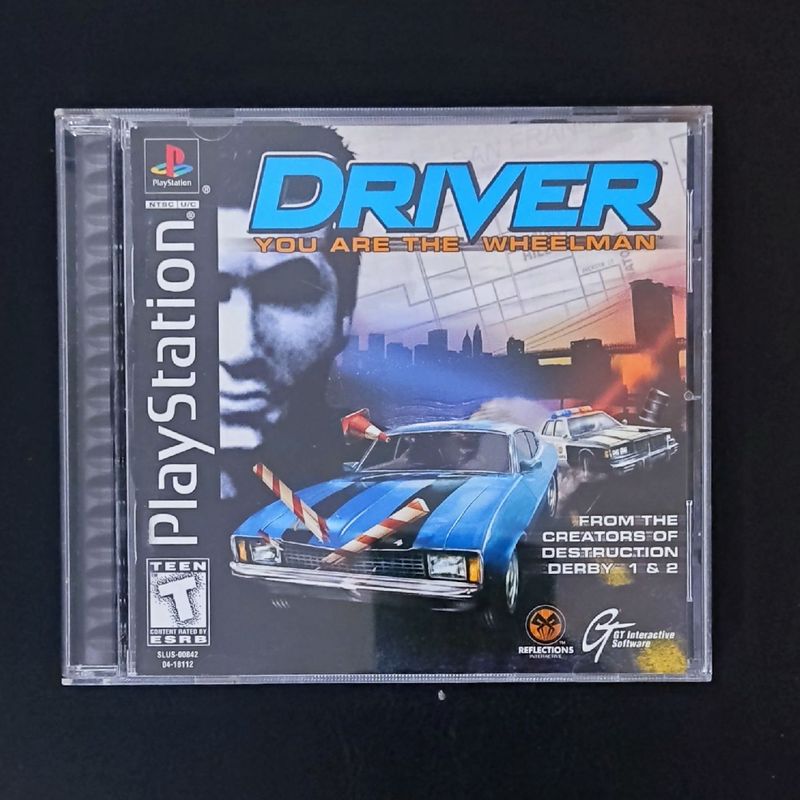 PlayStation
NTSC U/C
PlayStation
DRIVER
YOU ARE THE WHEELMAN
FROM THE
CREATORS OF
DESTRUCTION
DERBY 1 & 2
TEEN
T
CONTENT RATED BY
ESRB
SLUS-00842
04-18112
REFLECTIONS
INTERACTIVE
GT
GT Interactive
Software